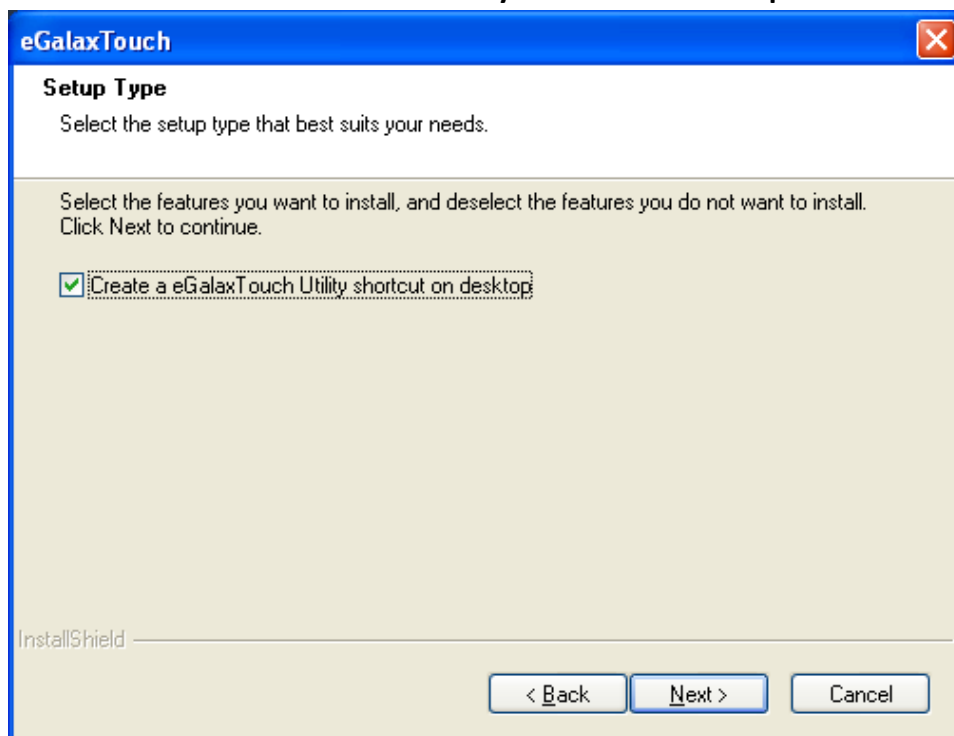 eGalaxTouch
Setup Type
Select the setup type that best suits your needs.
Select the features you want to install, and deselect the features you do not want to install.
Click Next to continue.
Create a eGalaxTouch Utility shortcut on desktop
InstallShield
< Back
Next >
Cancel